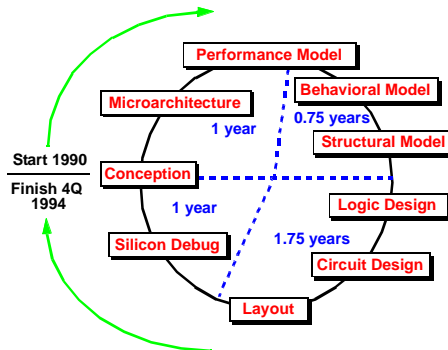 Performance Model
Behavioral Model
Microarchitecture
0.75 years
1 year
Structural Model
Start 1990
Finish 4Q
1994
Conception
1 year
Logic Design
Silicon Debug
1.75 years
Circuit Design
Layout